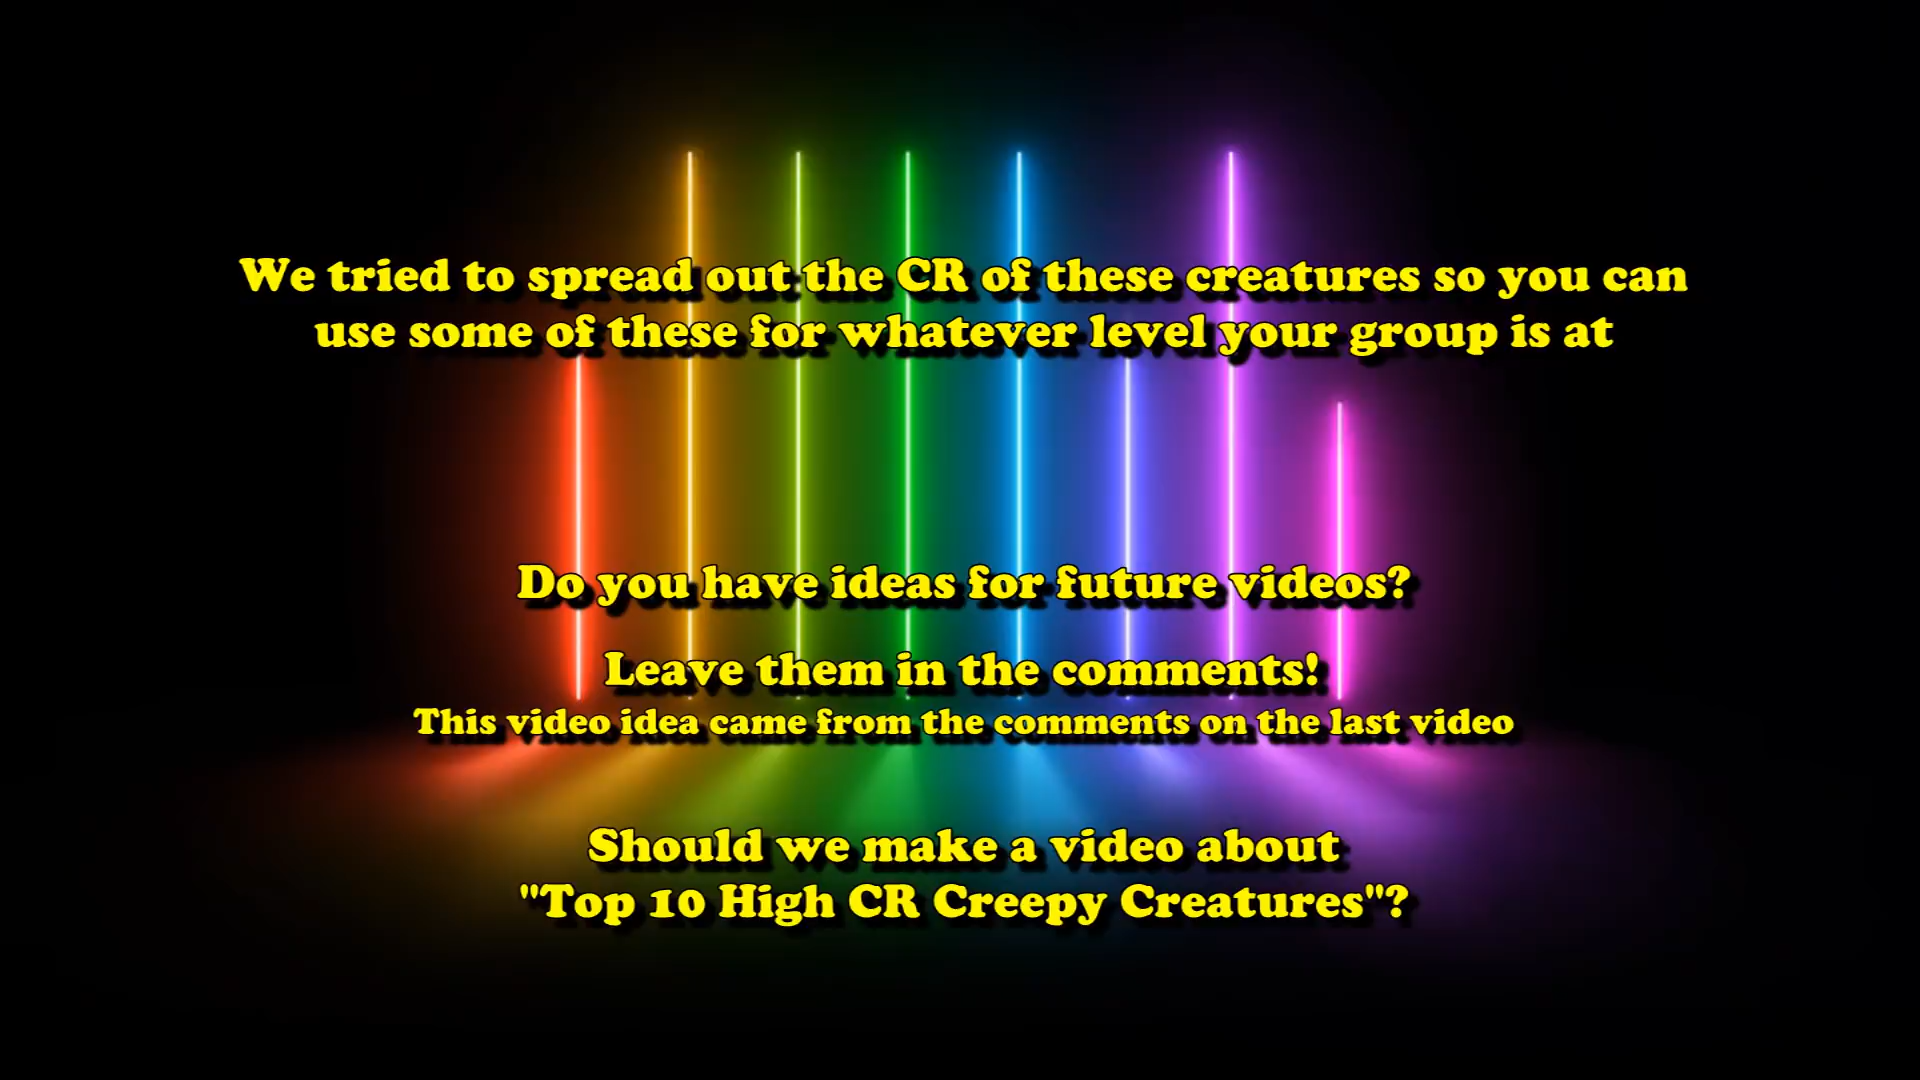 We tried to spread out the CR of these creatures so you can
use some of these for whatever level your group is at
Do you have ideas for future videos?
Leave them in the comments!
This video idea came from the comments on the last video
Should we make a video about
"Top 10 High CR Creepy Creatures"?